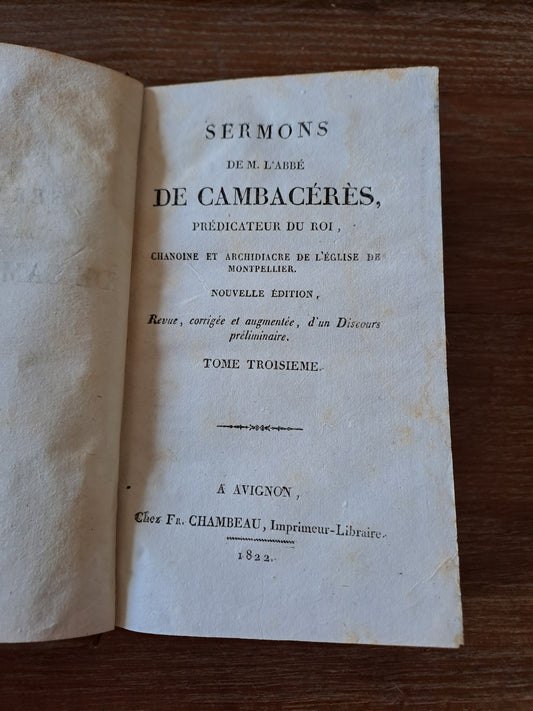 SERMONS
DE M. L'ABBÉ
DE CAMBACÉRÈS,
PRÉDICATEUR DU ROI,
CHANOINE ET ARCHIDIACRE DE L'ÉGLISE DE
MONTPELLIER.
NOUVELLE ÉDITION,
Revue, corrigée et augmentée, d'un Discours
préliminaire.
TOME TROISIEME.
A AVIGNON,
Chez FR. CHAMBEAU, Imprimeur-Libraire.
1822.